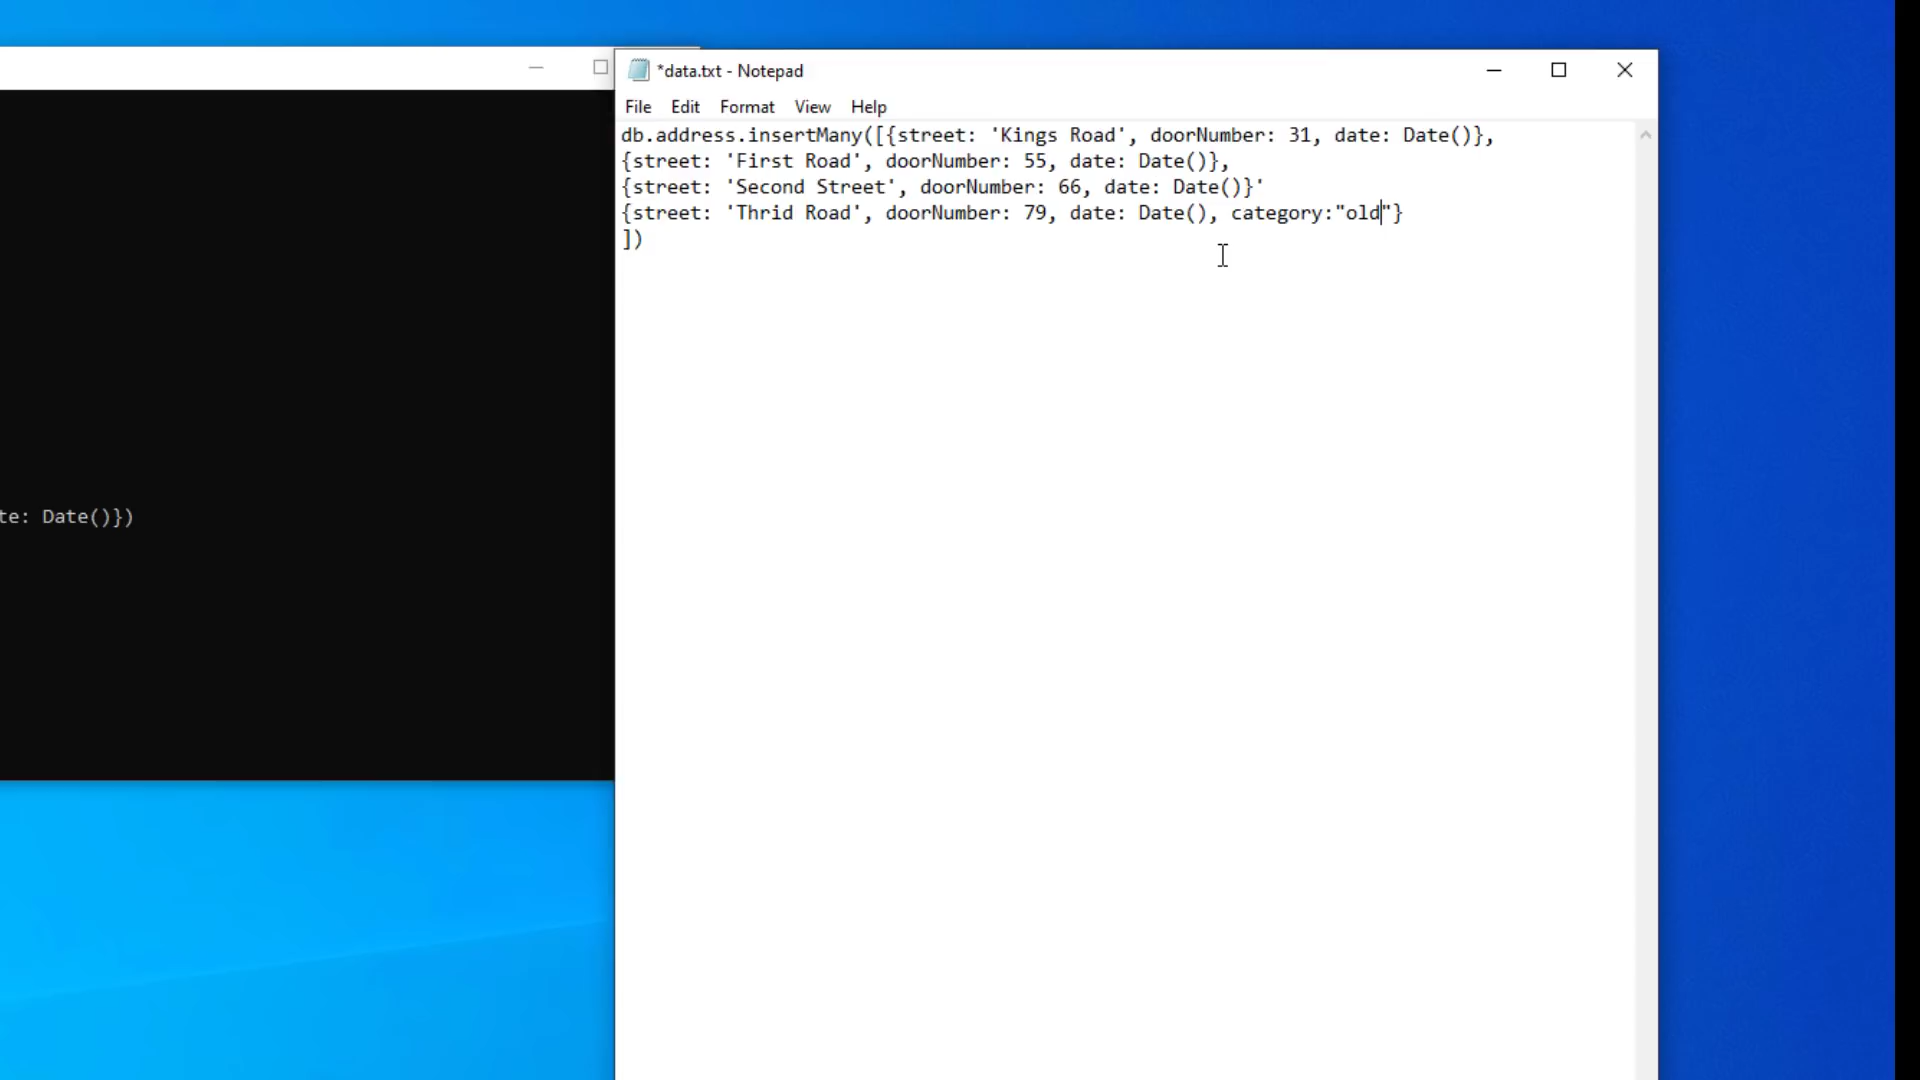 *data.txt - Notepad
File Edit Format View Help
db.address.insertMany([{street: 'Kings Road', doorNumber: 31, date: Date()},
{street: 'First Road', doorNumber: 55, date: Date()},
{street: 'Second Street', doorNumber: 66, date: Date()}'
{street: 'Thrid Road', doorNumber: 79, date: Date(), category:"old"}
])
te: Date()})